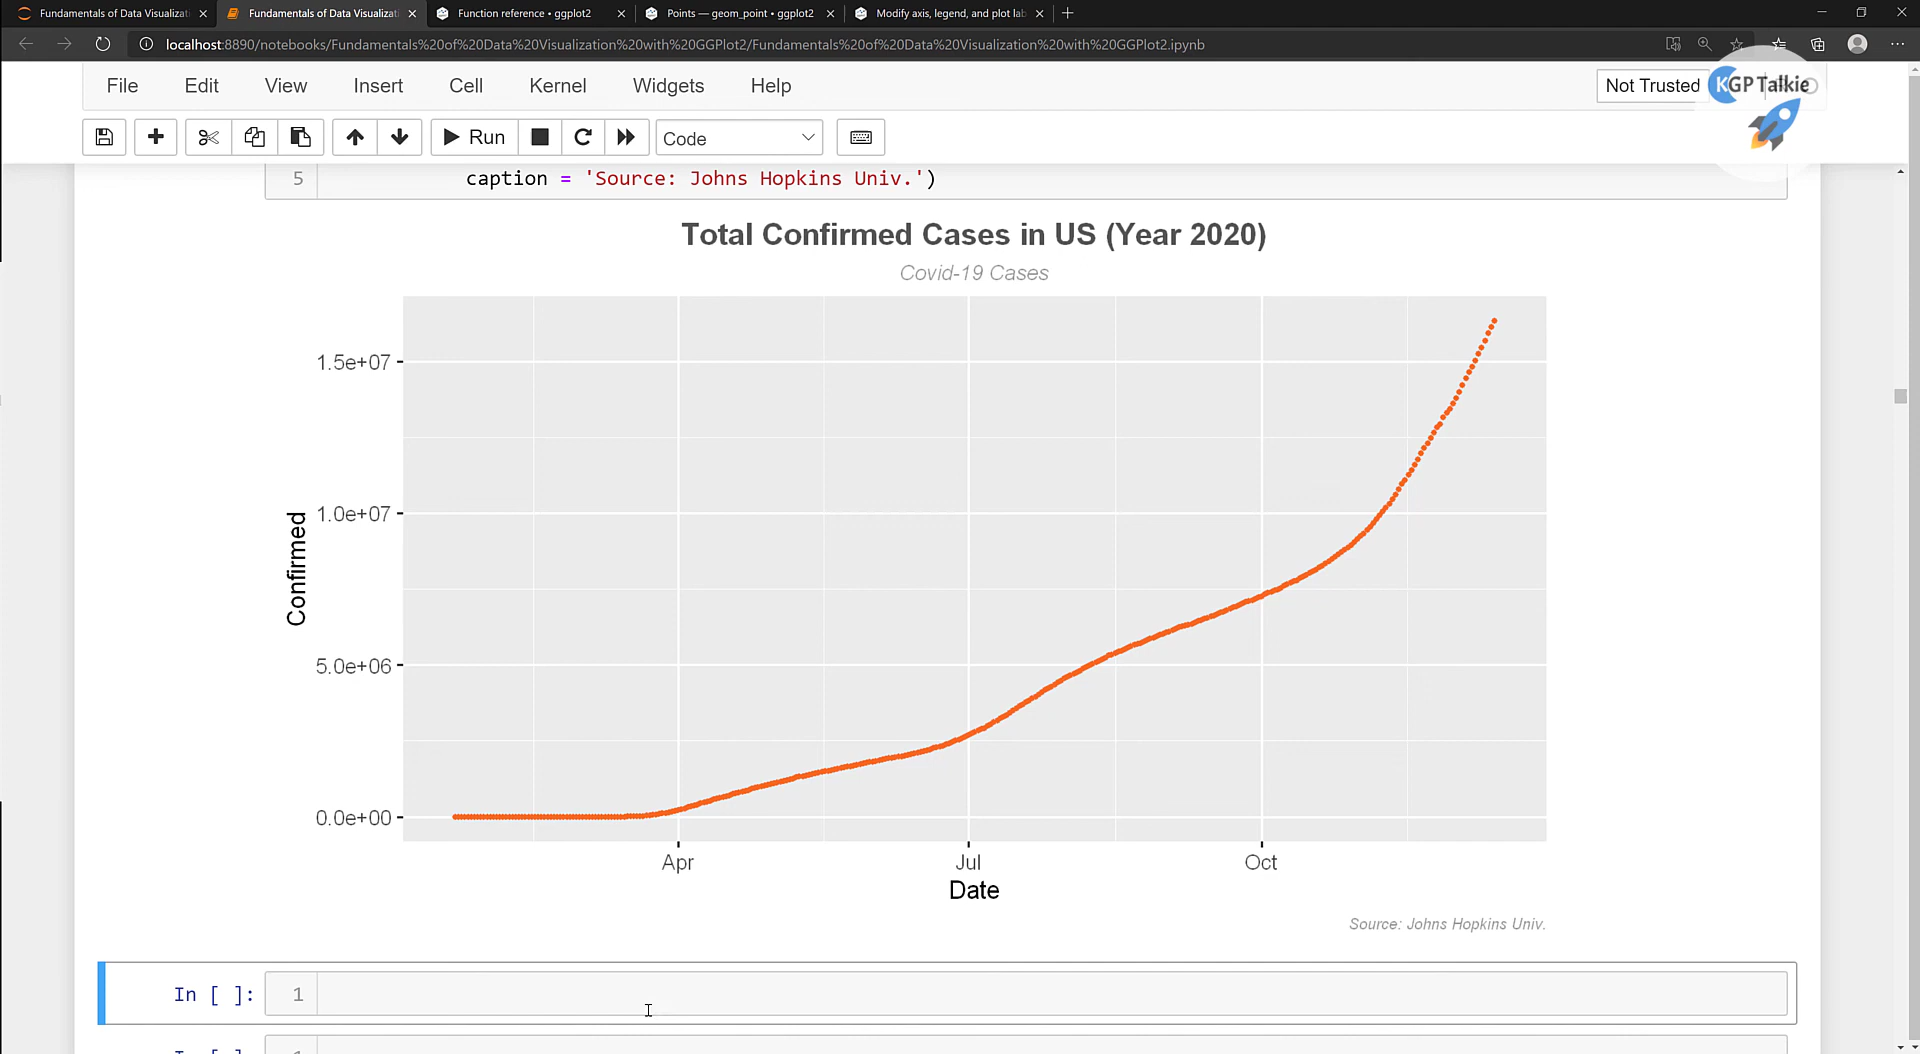 Fundamentals of Data Visualizati
Fundamentals of Data Visualizati
Function reference • ggplot2
Points — geom_point • ggplot2
Modify axis, legend, and plot lab
localhost:8890/notebooks/Fundamentals%20of%20Data%20Visualization%20with%20GGPlot2/Fundamentals%20of%20Data%20Visualization%20with%20GGPlot2.ipynb
File Edit View Insert Cell Kernel Widgets Help
Not Trusted
KGP Talkie
Run
Code
5 caption = 'Source: Johns Hopkins Univ.')
Total Confirmed Cases in US (Year 2020)
Covid-19 Cases
1.5e+07
1.0e+07
5.0e+06
0.0e+00
Confirmed
Apr Jul Oct
Date
Source: Johns Hopkins Univ.
In [ ]: 1